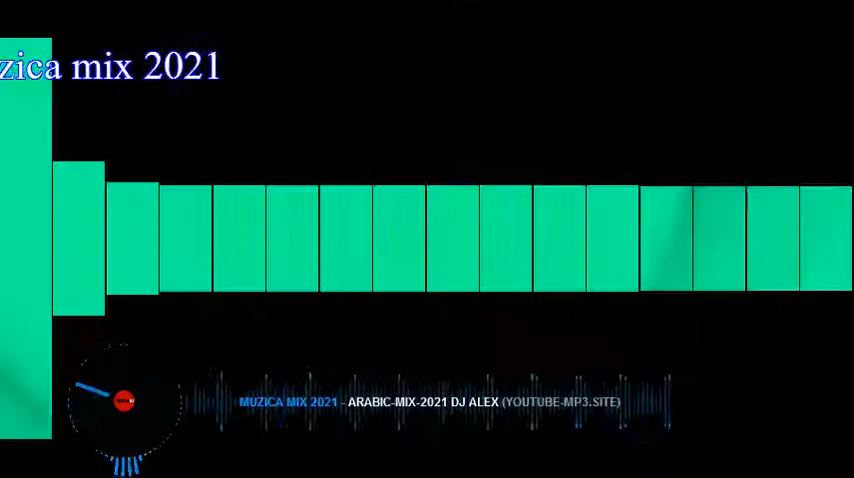 zica mix 2021
MUZICA MIX 2021 - ARABIC-MIX-2021 DJ ALEX (YOUTUBE-MP3.SITE)